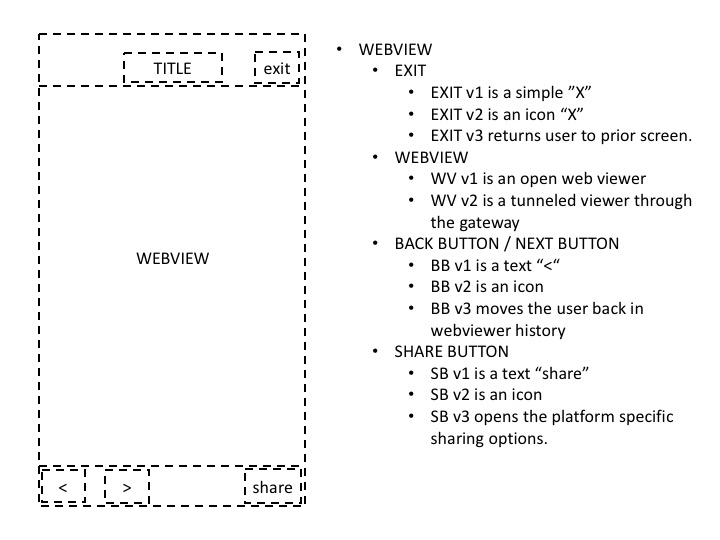 TITLE
exit
WEBVIEW
<
>
share
• WEBVIEW
• EXIT
• EXIT v1 is a simple ”X”
• EXIT v2 is an icon “X”
• EXIT v3 returns user to prior screen.
• WEBVIEW
• WV v1 is an open web viewer
• WV v2 is a tunneled viewer through
the gateway
• BACK BUTTON / NEXT BUTTON
• BB v1 is a text “<“
• BB v2 is an icon
• BB v3 moves the user back in
webviewer history
• SHARE BUTTON
• SB v1 is a text “share”
• SB v2 is an icon
• SB v3 opens the platform specific
sharing options.